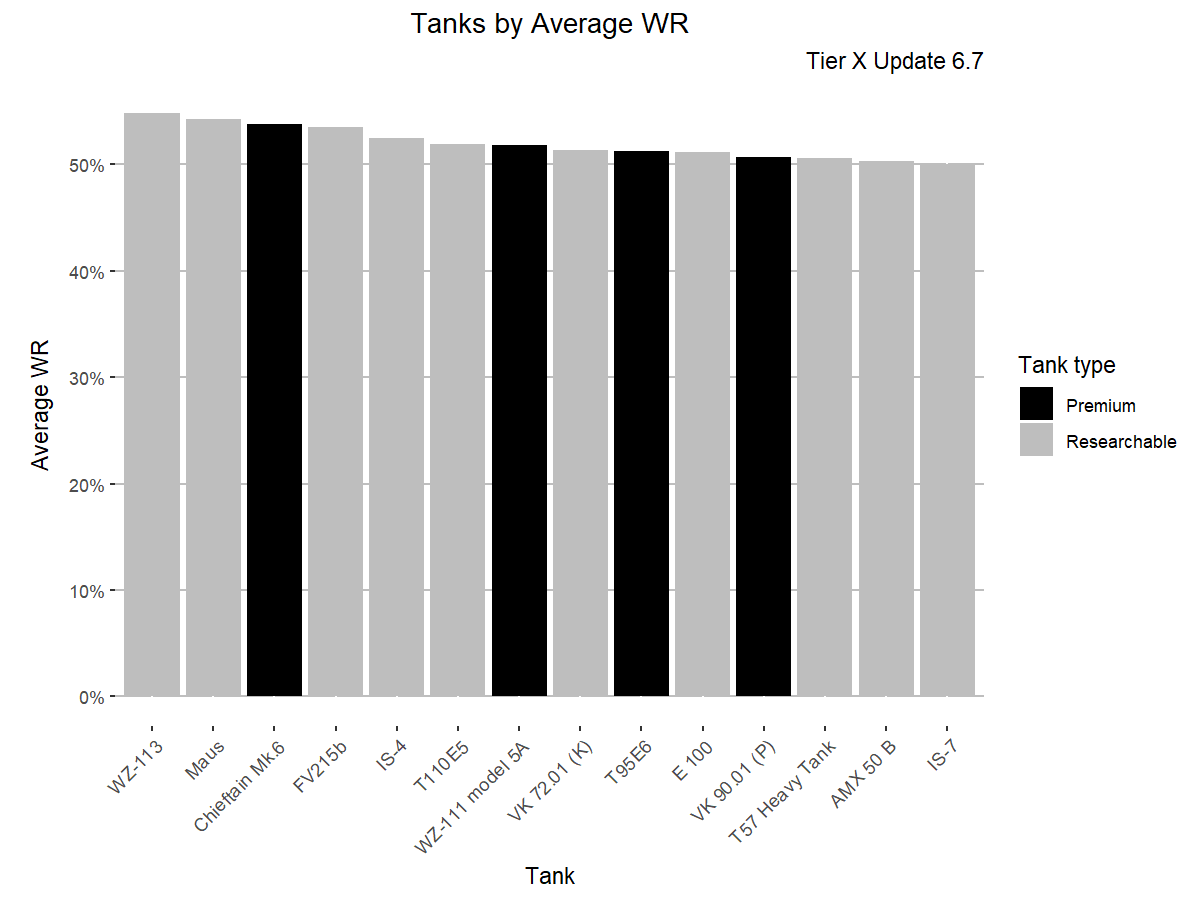 Tanks by Average WR
Tier X Update 6.7
Average WR
50%
40%
30%
20%
10%
0%
WZ-113
Maus
Chieftain Mk.6
FV215b
IS-4
T110E5
WZ-111 model 5A
VK 72.01 (K)
T95E6
E 100
VK 90.01 (P)
T57 Heavy Tank
AMX 50 B
IS-7
Tank
Tank type
Premium
Researchable